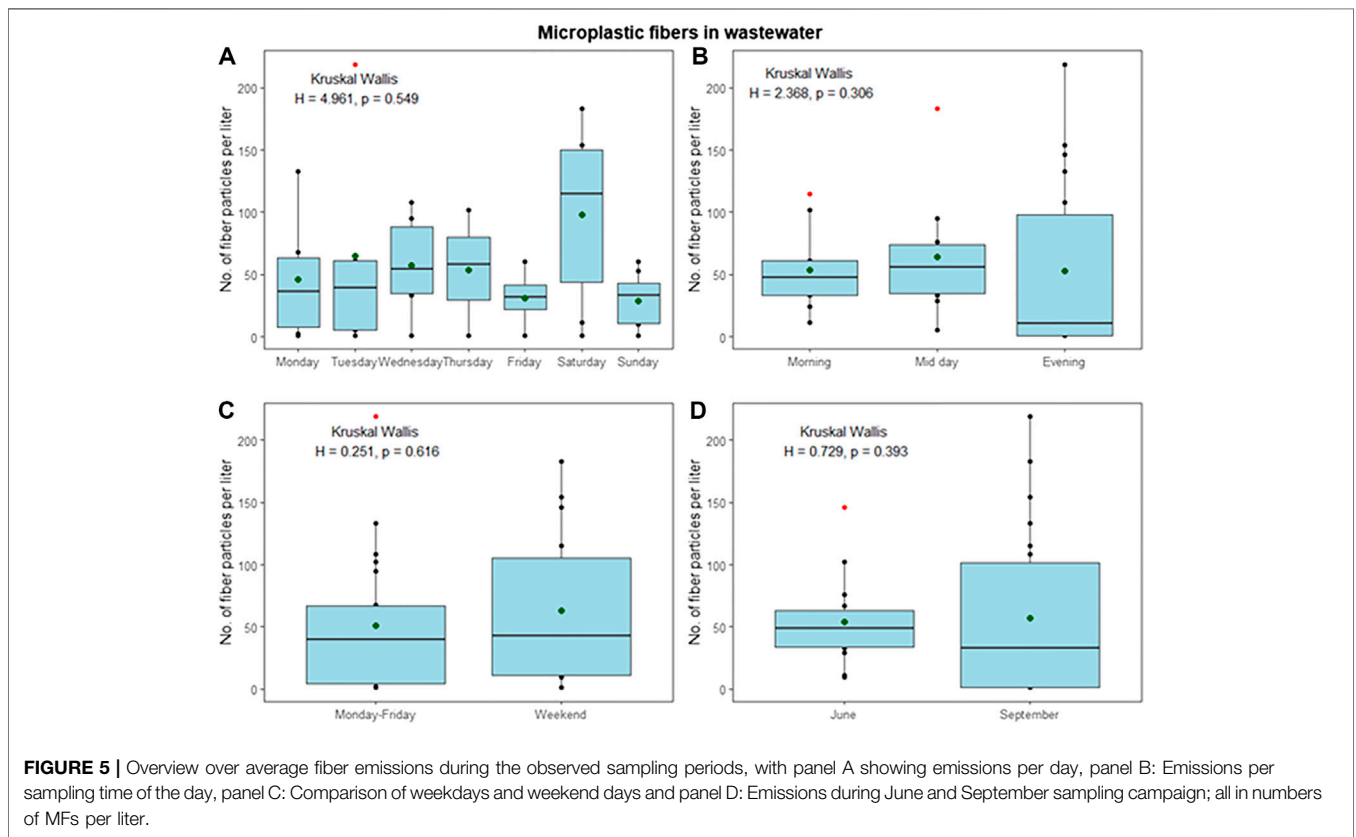 Microplastic fibers in wastewater
A
Kruskal Wallis
H = 4.961, p = 0.549
No. of fiber particles per liter
200
150
100
50
0
Monday Tuesday Wednesday Thursday Friday Saturday Sunday
B
Kruskal Wallis
H = 2.368, p = 0.306
No. of fiber particles per liter
200
150
100
50
0
Morning Mid day Evening
C
Kruskal Wallis
H = 0.251, p = 0.616
No. of fiber particles per liter
200
150
100
50
0
Monday-Friday Weekend
D
Kruskal Wallis
H = 0.729, p = 0.393
No. of fiber particles per liter
200
150
100
50
0
June September
FIGURE 5 | Overview over average fiber emissions during the observed sampling periods, with panel A showing emissions per day, panel B: Emissions per
sampling time of the day, panel C: Comparison of weekdays and weekend days and panel D: Emissions during June and September sampling campaign; all in numbers
of MFs per liter.